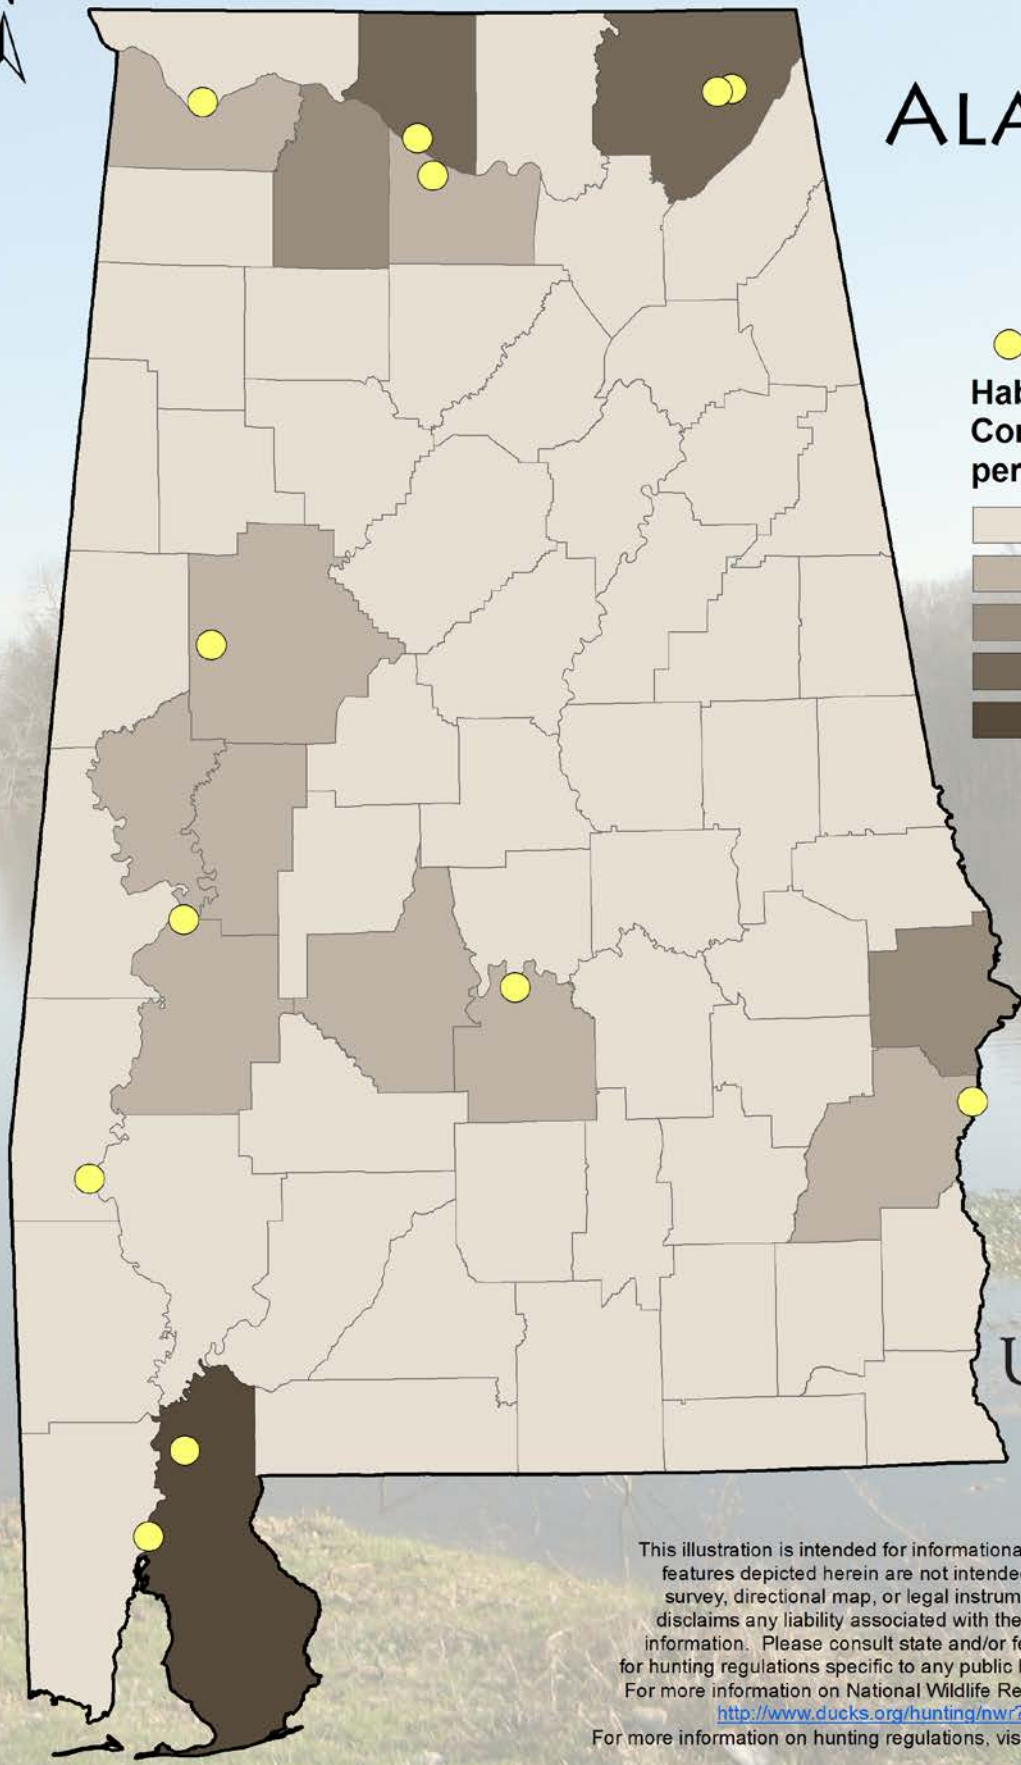 ALA
Hab
Con
per
U
This illustration is intended for informationa
features depicted herein are not intended
survey, directional map, or legal instrum
disclaims any liability associated with the
information. Please consult state and/or fe
for hunting regulations specific to any public l
For more information on National Wildlife Re
http://www.ducks.org/hunting/nwr?
For more information on hunting regulations, vis